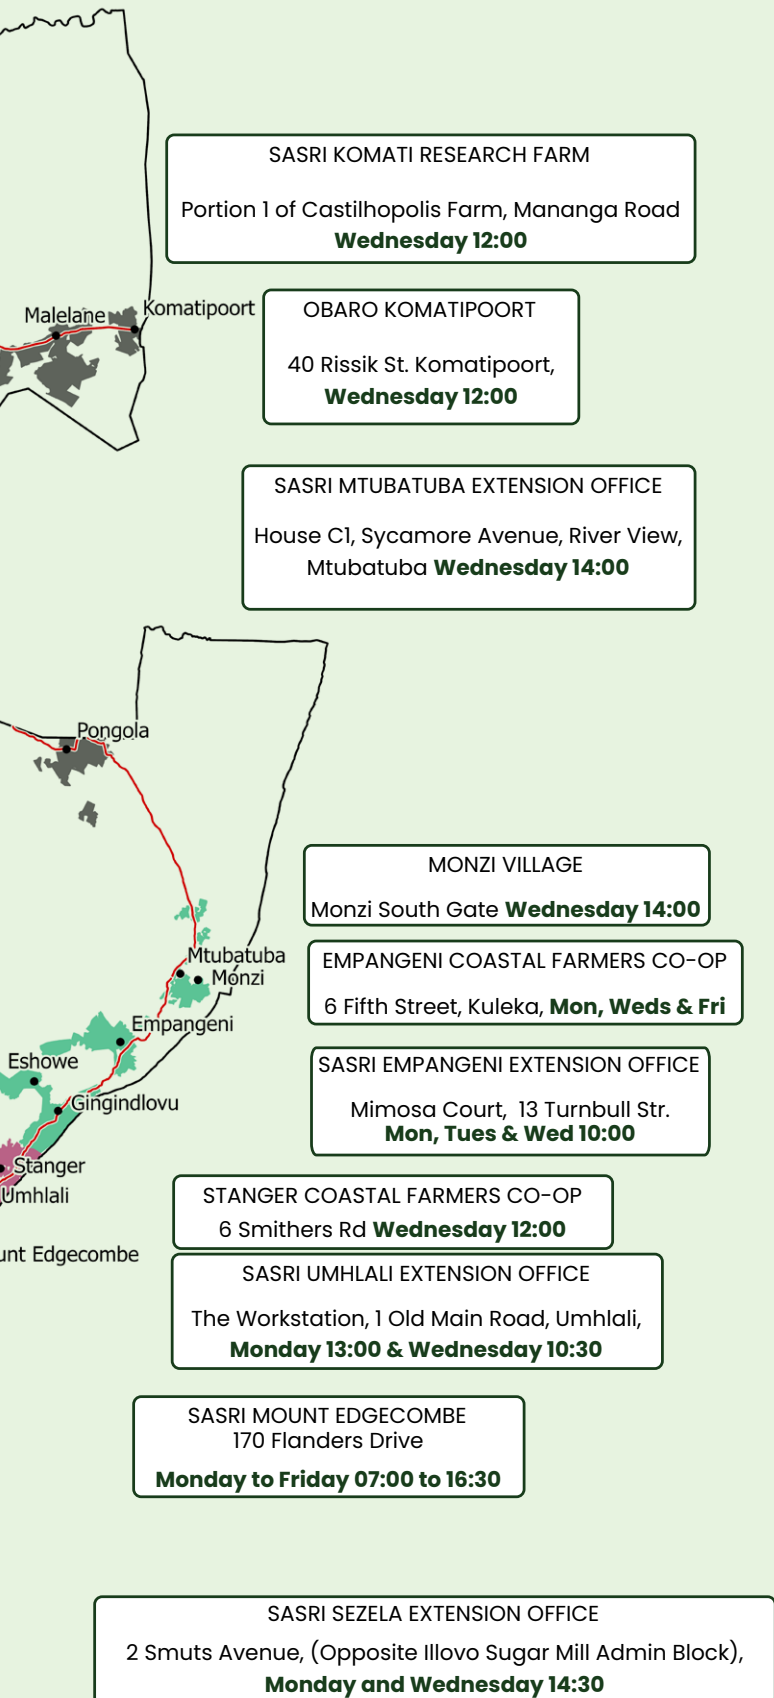 SASRI KOMATI RESEARCH FARM
Portion 1 of Castilhopolis Farm, Mananga Road
Wednesday 12:00
Komatipoort
Malelane
OBARO KOMATIPOORT
40 Rissik St. Komatipoort,
Wednesday 12:00
SASRI MTUBATUBA EXTENSION OFFICE
House C1, Sycamore Avenue, River View,
Mtubatuba Wednesday 14:00
Pongola
MONZI VILLAGE
Monzi South Gate Wednesday 14:00
Mtubatuba
Monzi
EMPANGENI COASTAL FARMERS CO-OP
6 Fifth Street, Kuleka, Mon, Weds & Fri
Empangeni
Eshowe
SASRI EMPANGENI EXTENSION OFFICE
Mimosa Court, 13 Turnbull Str.
Mon, Tues & Wed 10:00
Gingindlovu
Stanger
Umhlali
STANGER COASTAL FARMERS CO-OP
6 Smithers Rd Wednesday 12:00
unt Edgecombe
SASRI UMHLALI EXTENSION OFFICE
The Workstation, 1 Old Main Road, Umhlali,
Monday 13:00 & Wednesday 10:30
SASRI MOUNT EDGECOMBE
170 Flanders Drive
Monday to Friday 07:00 to 16:30
SASRI SEZELA EXTENSION OFFICE
2 Smuts Avenue, (Opposite Illovo Sugar Mill Admin Block),
Monday and Wednesday 14:30